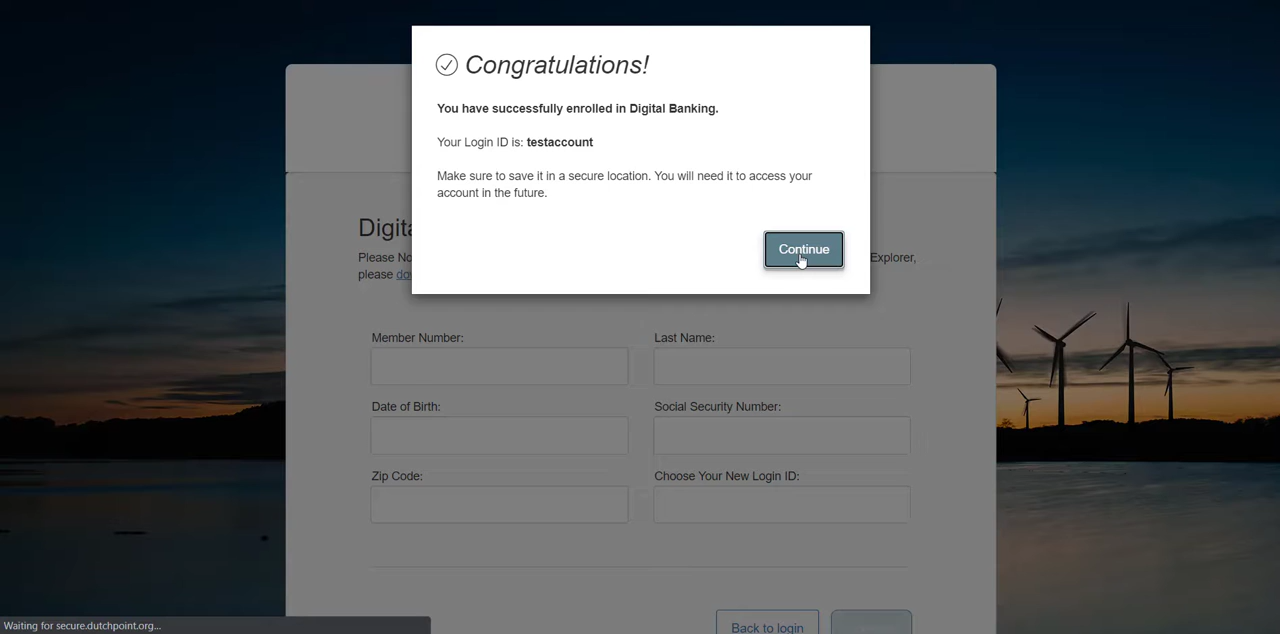 Congratulations!
You have successfully enrolled in Digital Banking.
Your Login ID is: testaccount
Make sure to save it in a secure location. You will need it to access your
account in the future.
Continue
Please
Explorer,
please
Member Number:
Last Name:
Date of Birth:
Social Security Number:
Zip Code:
Choose Your New Login ID:
Back to login
Waiting for secure.dutchpoint.org...